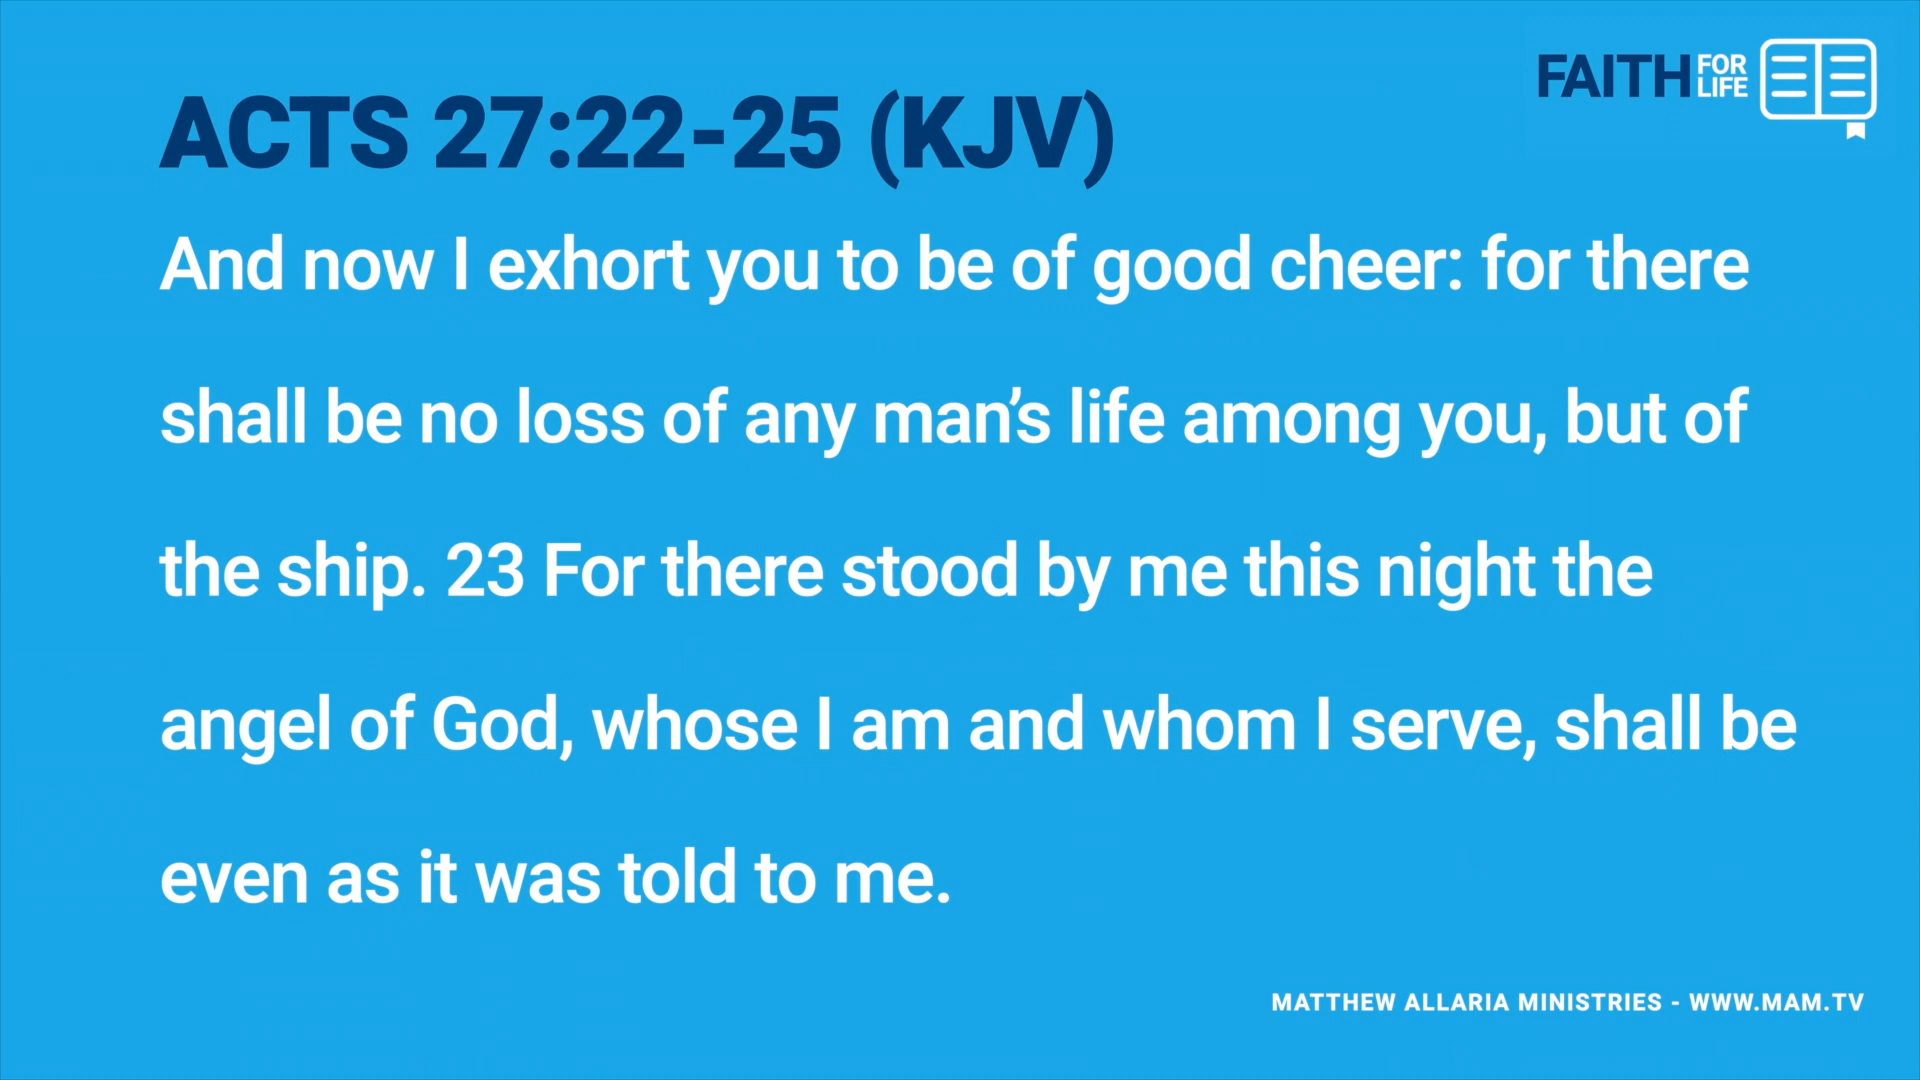 FAITH FOR LIFE
ACTS 27:22-25 (KJV)
And now I exhort you to be of good cheer: for there
shall be no loss of any man’s life among you, but of
the ship. 23 For there stood by me this night the
angel of God, whose I am and whom I serve, shall be
even as it was told to me.
MATTHEW ALLARIA MINISTRIES - WWW.MAM.TV